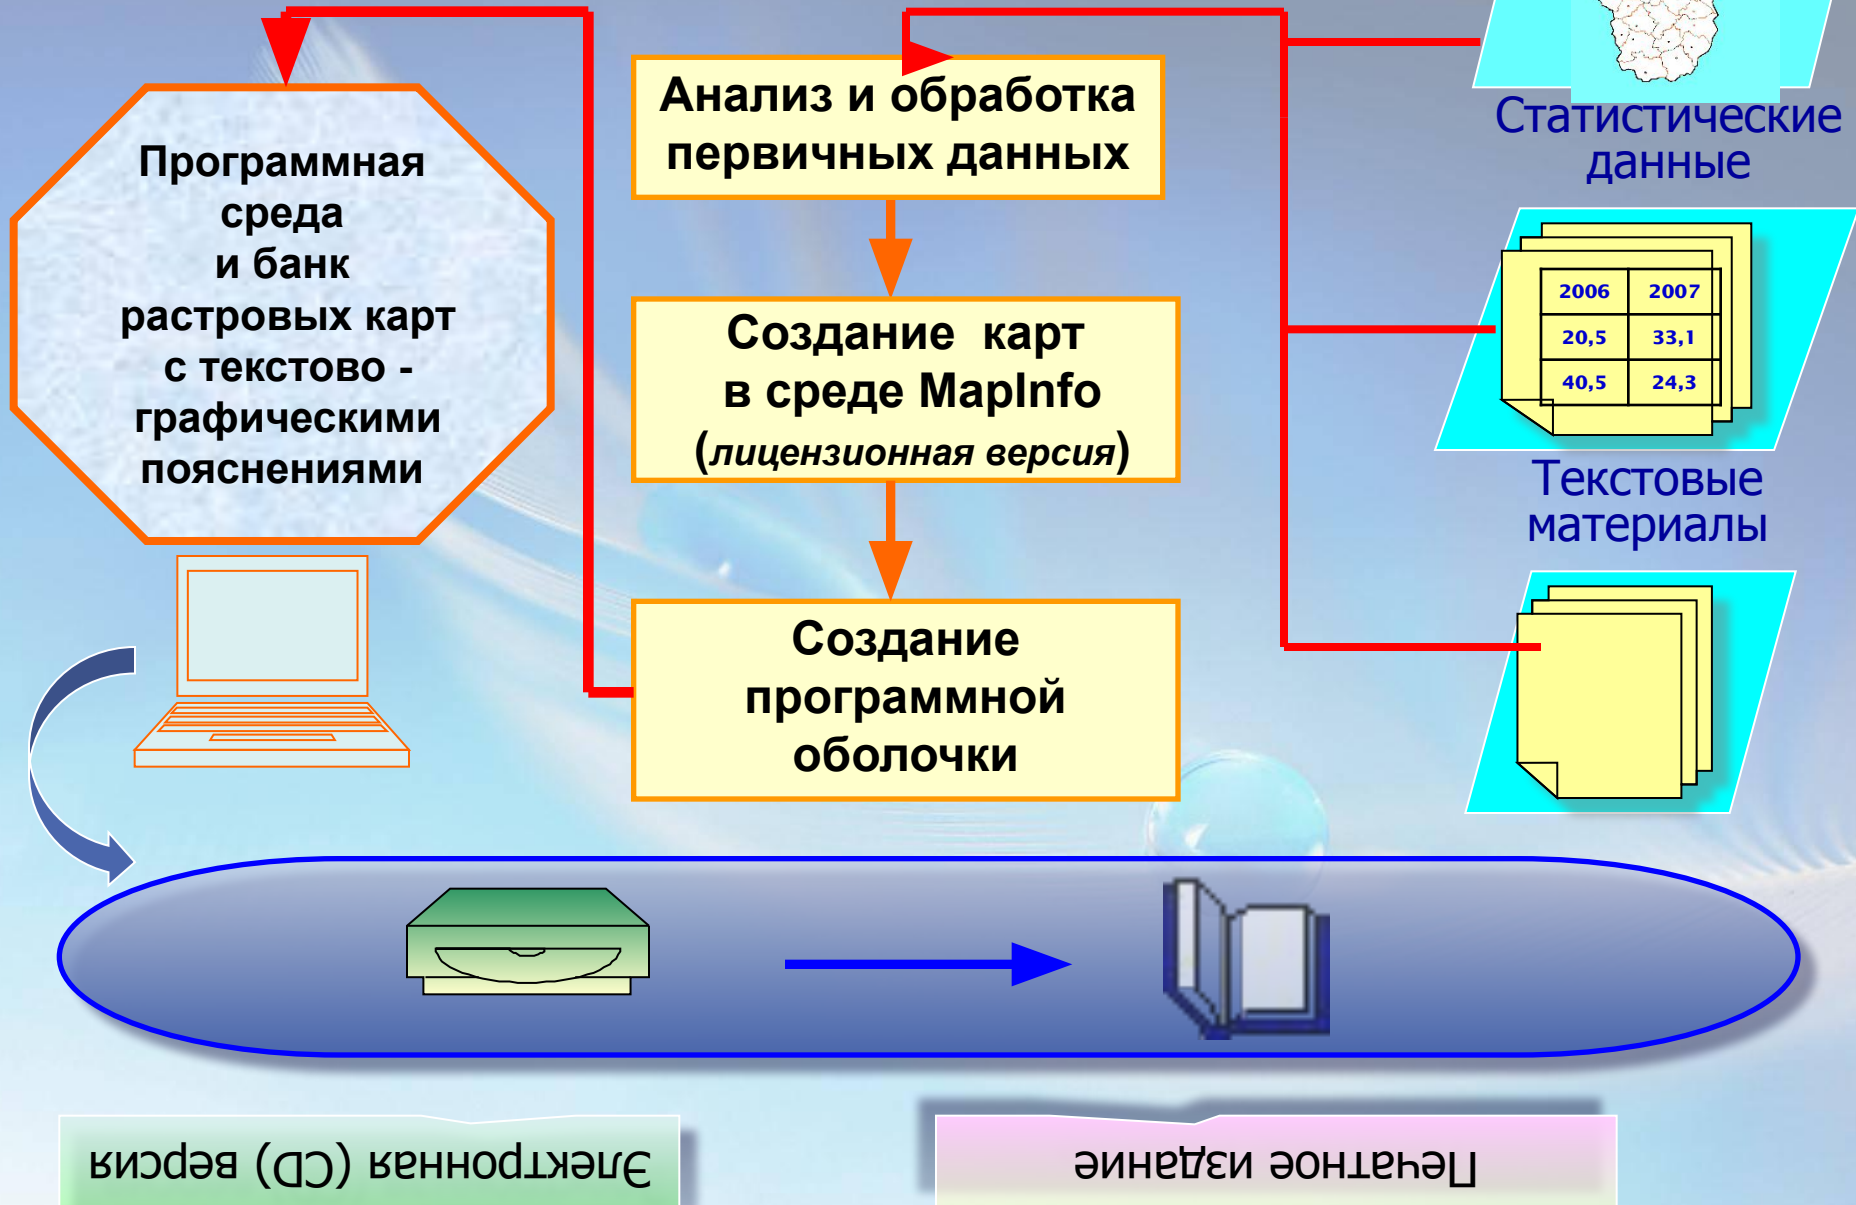 Программная
среда
и банк
растровых карт
с текстово -
графическими
пояснениями
Анализ и обработка
первичных данных
Создание карт
в среде MapInfo
(лицензионная версия)
Создание
программной
оболочки
Статистические
данные
2006 2007
20,5 33,1
40,5 24,3
Текстовые
материалы
Электронная (CD) версия
Печатное издание